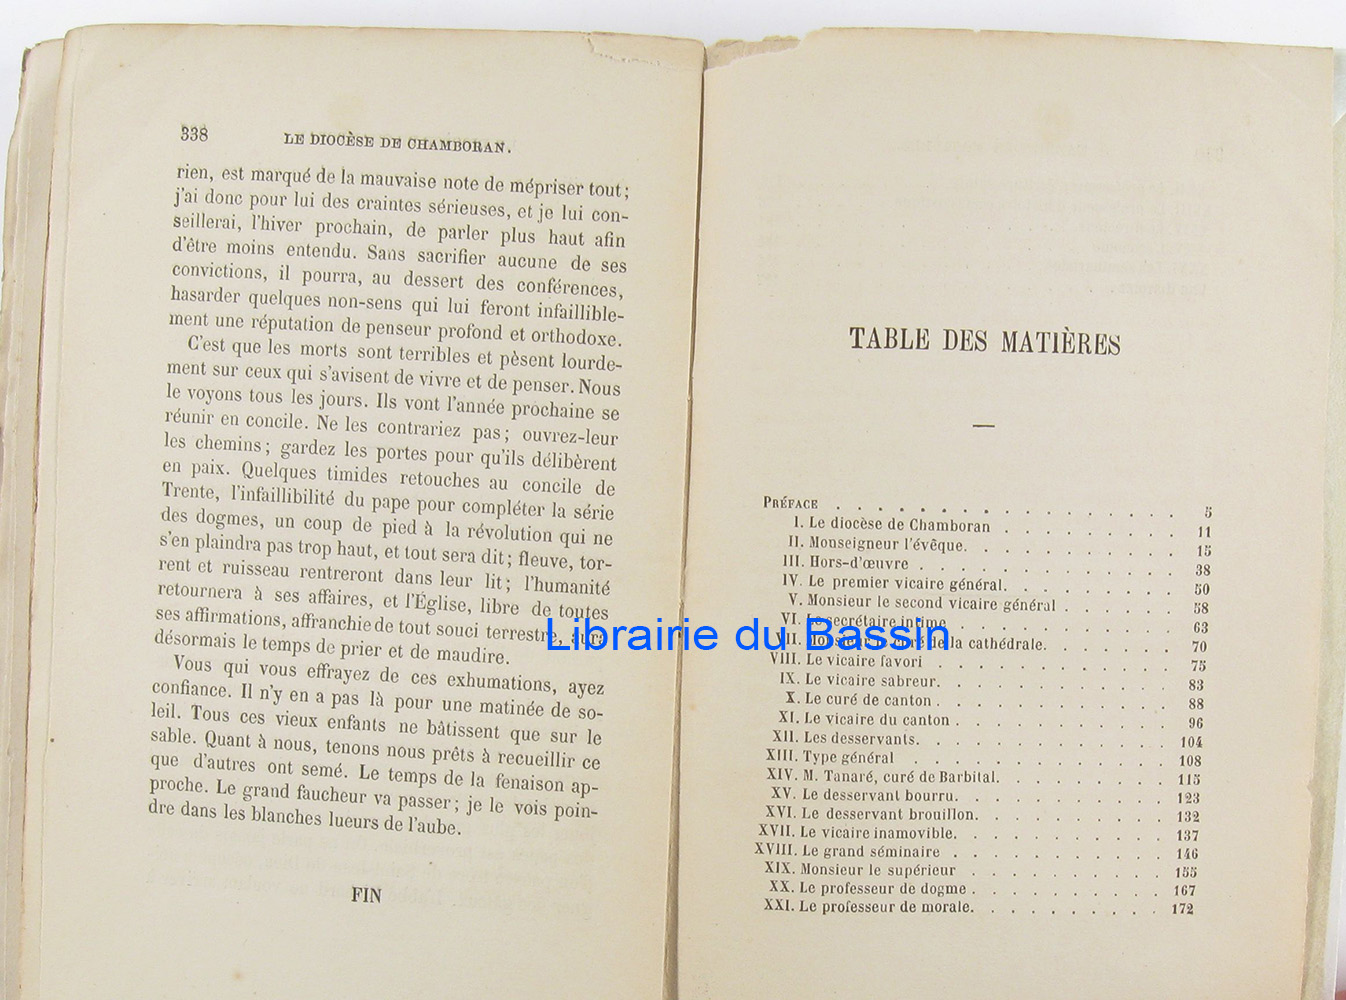 338 LE DIOCÈSE DE CHAMBORAN.
rien, est marqué de la mauvaise note de mépriser tout;
j'ai donc pour lui des craintes sérieuses, et je lui con-
seillerai, l'hiver prochain, de parler plus haut afin
d'être moins entendu. Sans sacrifier aucune de ses
convictions, il pourra, au dessert des conférences,
hasarder quelques non-sens qui lui feront infaillible-
ment une réputation de penseur profond et orthodoxe.
C'est que les morts sont terribles et pèsent lourde-
ment sur ceux qui s'avisent de vivre et de penser. Nous
le voyons tous les jours. Ils vont l'année prochaine se
réunir en concile. Ne les contrariez pas; ouvrez-leur
les chemins; gardez les portes pour qu'ils délibèrent
en paix. Quelques timides retouches au concile de
Trente, l'infaillibilité du pape pour compléter la série
des dogmes, un coup de pied à la révolution qui ne
s'en plaindra pas trop haut, et tout sera dit; fleuve, tor-
rent et ruisseau rentreront dans leur lit; l'humanité
retournera à ses affaires, et l'Église, libre de toutes
ses affirmations, affranchie de tout souci terrestre, aura
désormais le temps de prier et de maudire.
Vous qui vous effrayez de ces exhumations, ayez
confiance. Il n'y en a pas là pour une matinée de so-
leil. Tous ces vieux enfants ne bâtissent que sur le
sable. Quant à nous, tenons nous prêts à recueillir ce
que d'autres ont semé. Le temps de la fenaison ap-
proche. Le grand faucheur va passer; je le vois poin-
dre dans les blanches lueurs de l'aube.
FIN
TABLE DES MATIÈRES
PRÉFACE . . . . . . . . . . . . . . . . 5
I. Le diocèse de Chamboran . . . . . . . . . 11
II. Monseigneur l'évêque. . . . . . . . . . . 15
III. Hors-d'œuvre . . . . . . . . . . . . . 38
IV. Le premier vicaire général. . . . . . . . . 50
V. Monsieur le second vicaire général . . . . . . 58
VI. Le secrétaire intime . . . . . . . . . . . 63
VII. Monsieur le curé de la cathédrale. . . . . . . 70
VIII. Le vicaire favori . . . . . . . . . . . . 75
IX. Le vicaire sabreur. . . . . . . . . . . . 83
X. Le curé de canton . . . . . . . . . . . . 88
XI. Le vicaire du canton . . . . . . . . . . . 96
XII. Les desservants. . . . . . . . . . . . . 104
XIII. Type général . . . . . . . . . . . . . 108
XIV. M. Tanaré, curé de Barbital. . . . . . . . . 115
XV. Le desservant bourru. . . . . . . . . . . 123
XVI. Le desservant brouillon. . . . . . . . . . 132
XVII. Le vicaire inamovible. . . . . . . . . . . 137
XVIII. Le grand séminaire . . . . . . . . . . . 146
XIX. Monsieur le supérieur . . . . . . . . . . 155
XX. Le professeur de dogme . . . . . . . . . . 167
XXI. Le professeur de morale. . . . . . . . . . 172
Librairie du Bassin